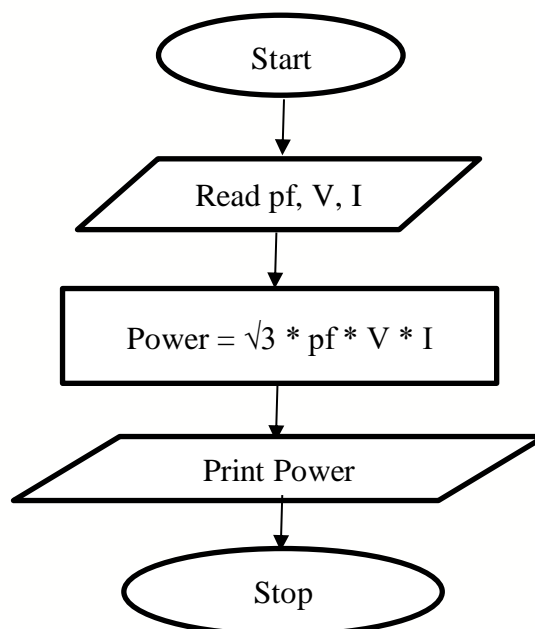 Start
Read pf, V, I
Power = √3 * pf * V * I
Print Power
Stop